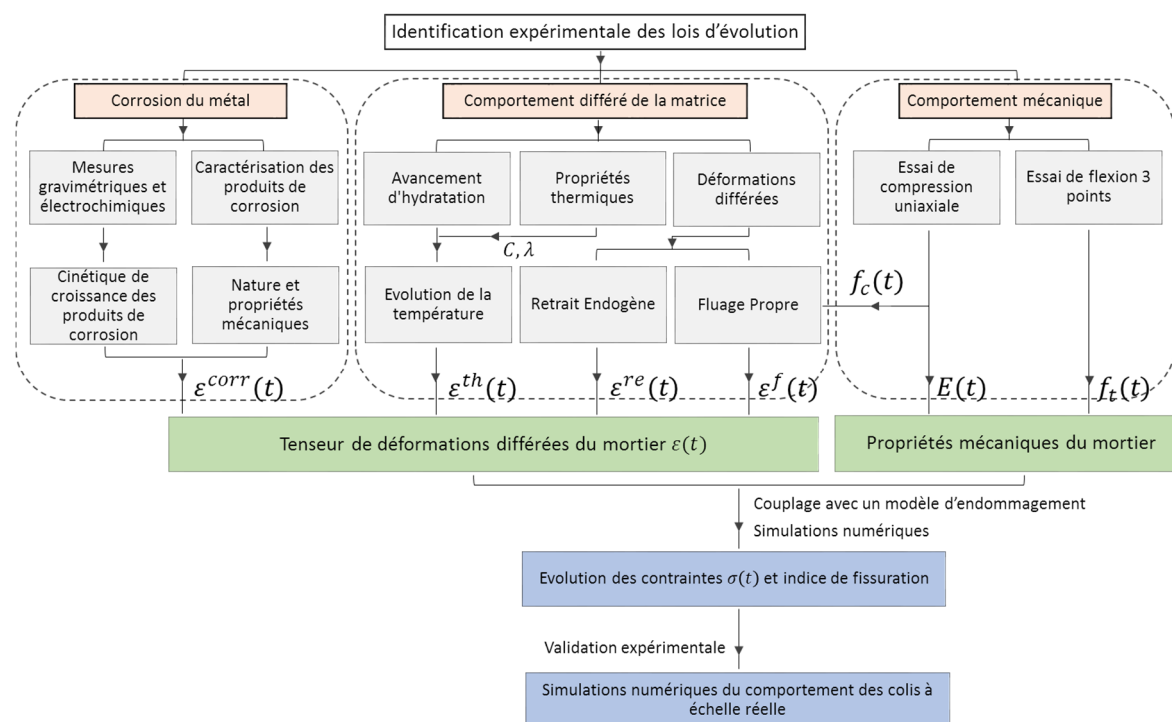 Identification expérimentale des lois d’évolution
Corrosion du métal
Comportement différé de la matrice
Comportement mécanique
Mesures
gravimétriques et
électrochimiques
Caractérisation des
produits de
corrosion
Avancement
d'hydratation
Propriétés
thermiques
Déformations
différées
Essai de
compression
uniaxiale
Essai de flexion 3
points
C, λ
Cinétique de
croissance des
produits de
corrosion
Nature et
propriétés
mécaniques
Evolution de la
température
Retrait Endogène
Fluage Propre
f_c(t)
ε^{corr}(t)
ε^{th}(t)
ε^{re}(t)
ε^{f}(t)
E(t)
f_t(t)
Tenseur de déformations différées du mortier ε(t)
Propriétés mécaniques du mortier
Couplage avec un modèle d’endommagement
Simulations numériques
Evolution des contraintes σ(t) et indice de fissuration
Validation expérimentale
Simulations numériques du comportement des colis à
échelle réelle